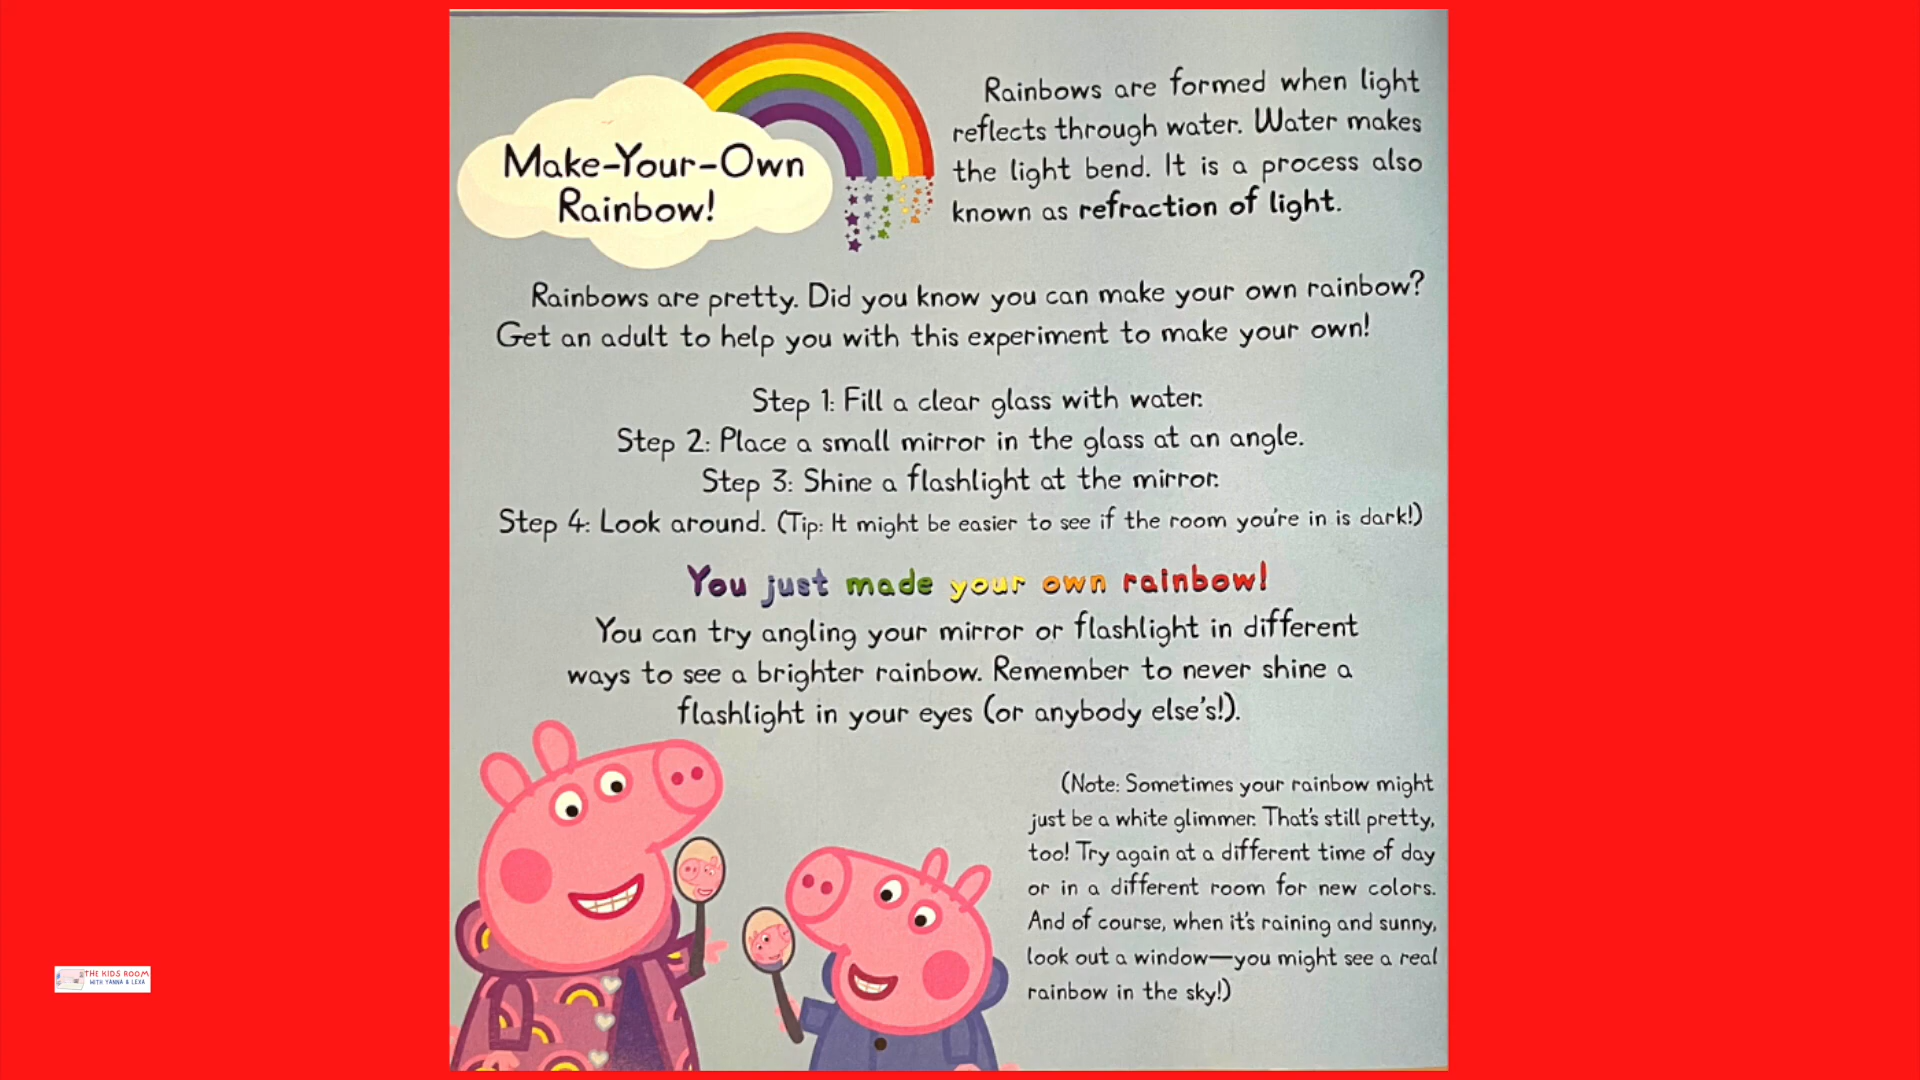 Make-Your-Own
Rainbow!
Rainbows are formed when light
reflects through water. Water makes
the light bend. It is a process also
known as refraction of light.
Rainbows are pretty. Did you know you can make your own rainbow?
Get an adult to help you with this experiment to make your own!
Step 1: Fill a clear glass with water.
Step 2: Place a small mirror in the glass at an angle.
Step 3: Shine a flashlight at the mirror.
Step 4: Look around. (Tip: It might be easier to see if the room you're in is dark!)
You just made your own rainbow!
You can try angling your mirror or flashlight in different
ways to see a brighter rainbow. Remember to never shine a
flashlight in your eyes (or anybody else's!).
(Note: Sometimes your rainbow might
just be a white glimmer. That's still pretty,
too! Try again at a different time of day
or in a different room for new colors.
And of course, when it's raining and sunny,
look out a window—you might see a real
rainbow in the sky!)
THE KIDS ROOM
WITH YANNA & LEXA